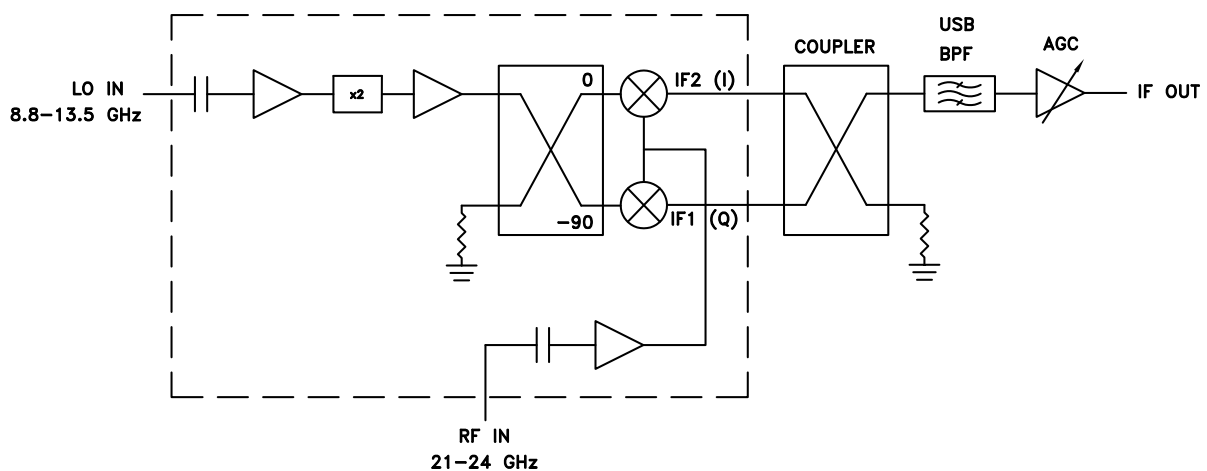 USB
BPF
COUPLER
AGC
LO IN
8.8–13.5 GHz
x2
0
IF2 (I)
IF OUT
–90
IF1 (Q)
RF IN
21–24 GHz